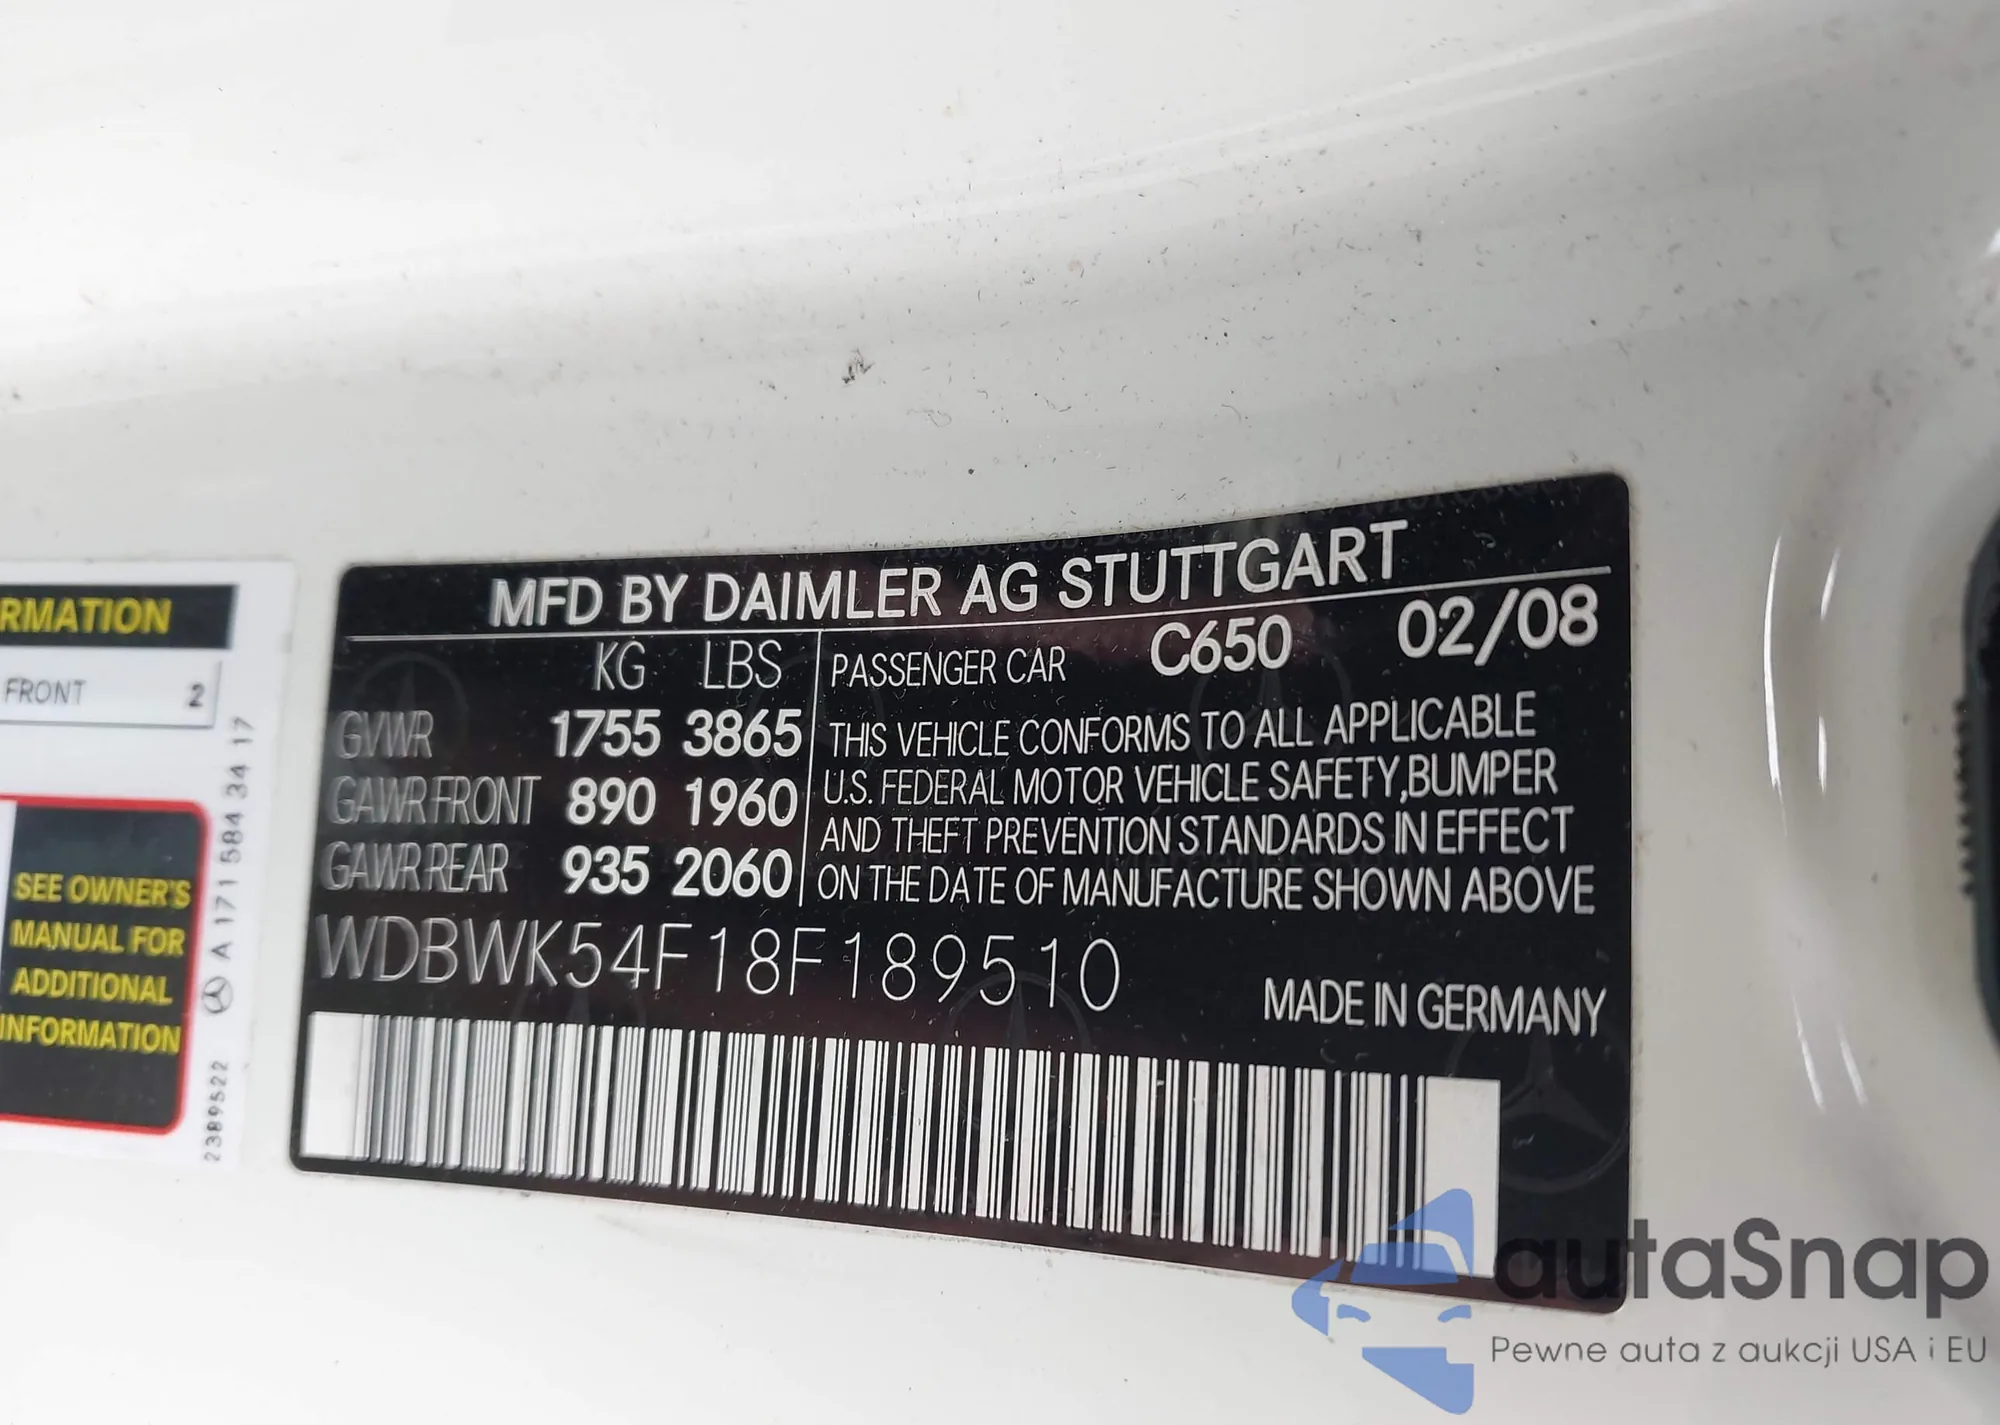 RMATION
FRONT 2
SEE OWNER'S
MANUAL FOR
ADDITIONAL
INFORMATION
A 171 584 34 17
2389522
MFD BY DAIMLER AG STUTTGART
KG LBS
GVWR 1755 3865
GAWR FRONT 890 1960
GAWR REAR 935 2060
PASSENGER CAR C650 02/08
THIS VEHICLE CONFORMS TO ALL APPLICABLE
U.S. FEDERAL MOTOR VEHICLE SAFETY,BUMPER
AND THEFT PREVENTION STANDARDS IN EFFECT
ON THE DATE OF MANUFACTURE SHOWN ABOVE
WDBWK54F18F189510
MADE IN GERMANY
autaSnap
Pewne auta z aukcji USA i EU